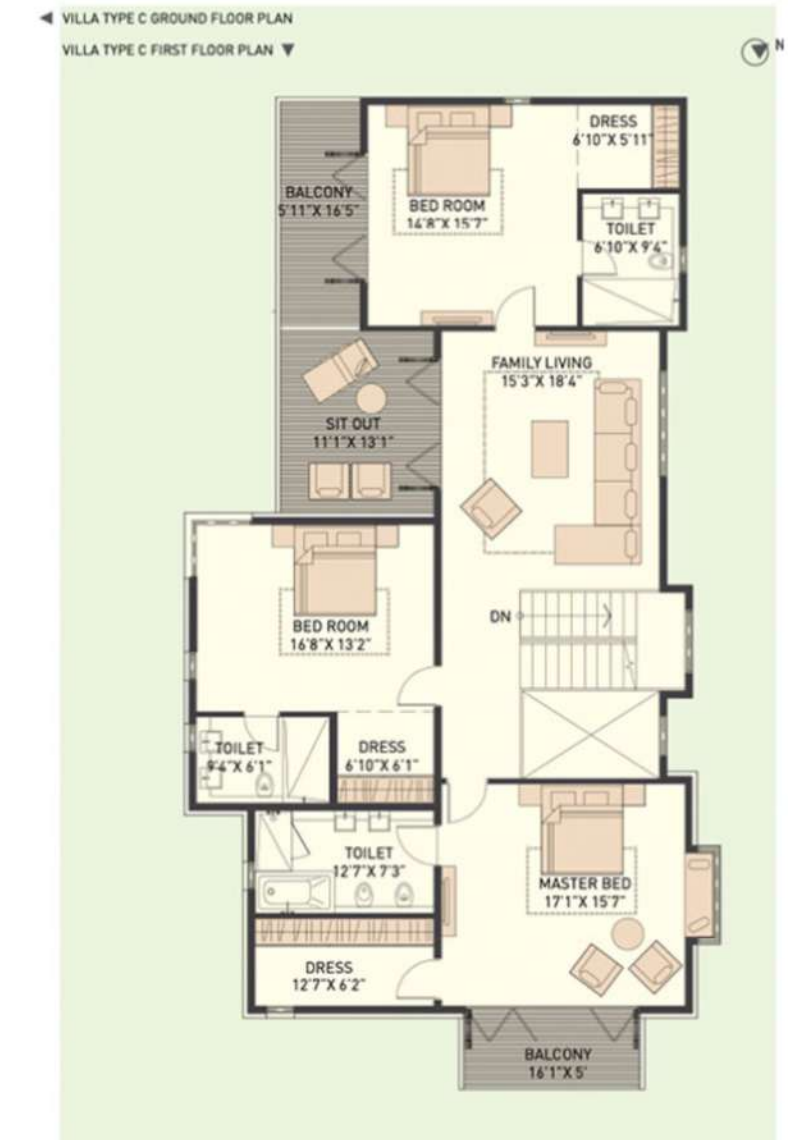 VILLA TYPE C GROUND FLOOR PLAN
VILLA TYPE C FIRST FLOOR PLAN
N
DRESS
6'10"X 5'11"
BALCONY
5'11"X 16'5"
BED ROOM
14'8"X 15'7"
TOILET
6'10"X 9'4"
FAMILY LIVING
15'3"X 18'4"
SIT OUT
11'1"X 13'1"
DN
BED ROOM
16'8"X 13'2"
TOILET
9'4"X 6'1"
DRESS
6'10"X 6'1"
TOILET
12'7"X 7'3"
MASTER BED
17'1"X 15'7"
DRESS
12'7"X 6'2"
BALCONY
16'1"X 5'